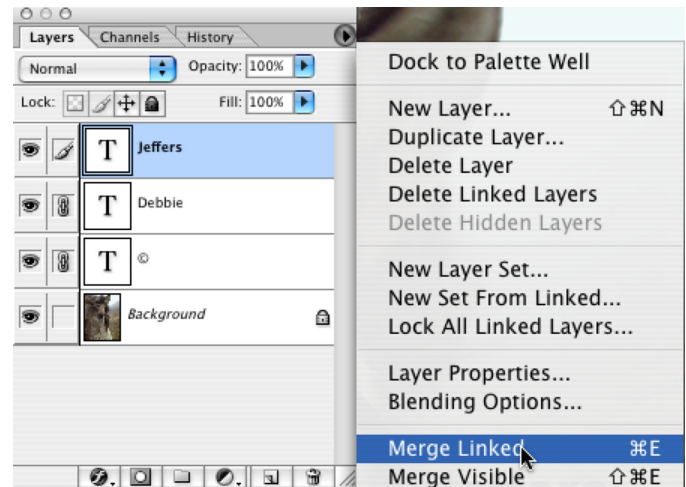 Layers Channels History
Normal Opacity: 100%
Lock: Fill: 100%
T Jeffers
T Debbie
T ©
Background
Dock to Palette Well
New Layer... ⇧⌘N
Duplicate Layer...
Delete Layer
Delete Linked Layers
Delete Hidden Layers
New Layer Set...
New Set From Linked...
Lock All Linked Layers...
Layer Properties...
Blending Options...
Merge Linked ⌘E
Merge Visible ⇧⌘E